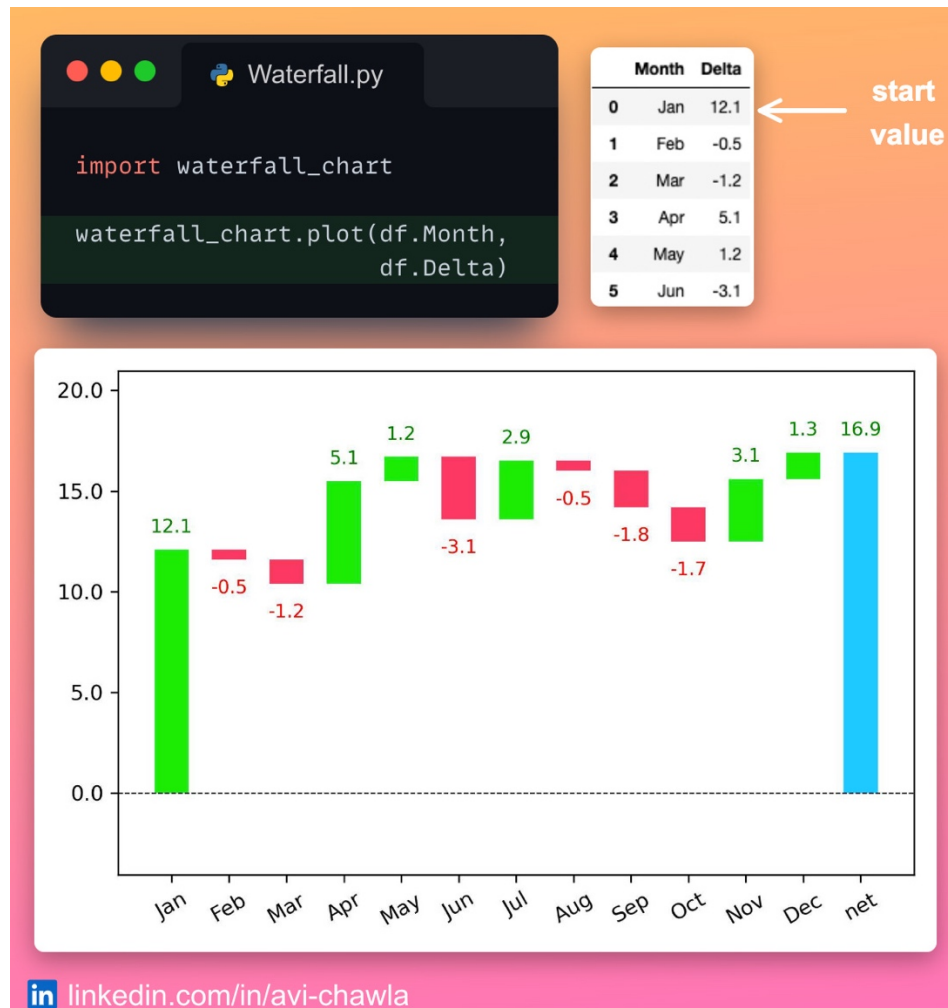 Waterfall.py
import waterfall_chart
waterfall_chart.plot(df.Month,
df.Delta)
Month Delta
0 Jan 12.1
1 Feb -0.5
2 Mar -1.2
3 Apr 5.1
4 May 1.2
5 Jun -3.1
start
value
20.0
15.0
10.0
5.0
0.0
12.1
-0.5
-1.2
5.1
1.2
-3.1
2.9
-0.5
-1.8
-1.7
3.1
1.3
16.9
Jan Feb Mar Apr May Jun Jul Aug Sep Oct Nov Dec net
in linkedin.com/in/avi-chawla